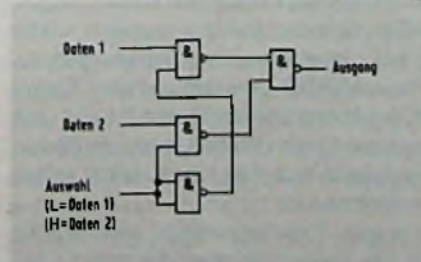 Daten 1
&
&
Ausgang
Daten 2
&
Auswahl
&
(L=Daten 1)
(H=Daten 2)